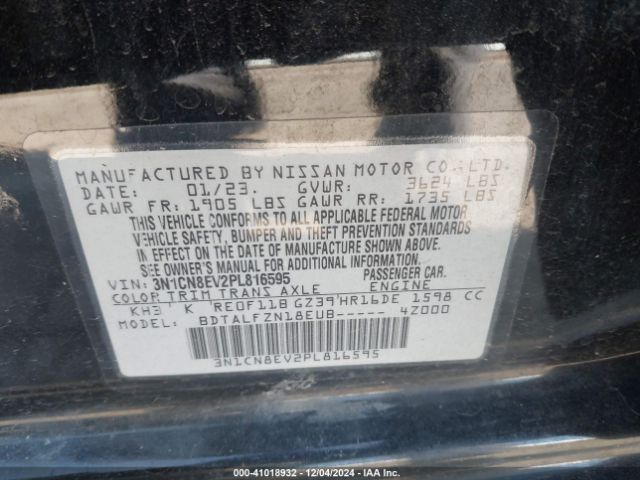 MANUFACTURED BY NISSAN MOTOR CO., LTD.
DATE: 01/23. GVWR: 3624 LBS
GAWR FR: 1905 LBS GAWR RR: 1735 LBS
THIS VEHICLE CONFORMS TO ALL APPLICABLE FEDERAL MOTOR
VEHICLE SAFETY, BUMPER AND THEFT PREVENTION STANDARDS
IN EFFECT ON THE DATE OF MANUFACTURE SHOWN ABOVE.
SEE OWNER'S MANUAL FOR ADDITIONAL INFORMATION.
VIN: 3N1CN8EV2PL816595 PASSENGER CAR.
COLOR TRIM TRANS AXLE ENGINE
KH3 K RE0F11B GZ39 HR16DE 1598 CC
MODEL: BDTALFZN18EUB----- 4Z000
3N1CN8EV2PL816595
000-41018932 - 12/04/2024 - IAAI.COM